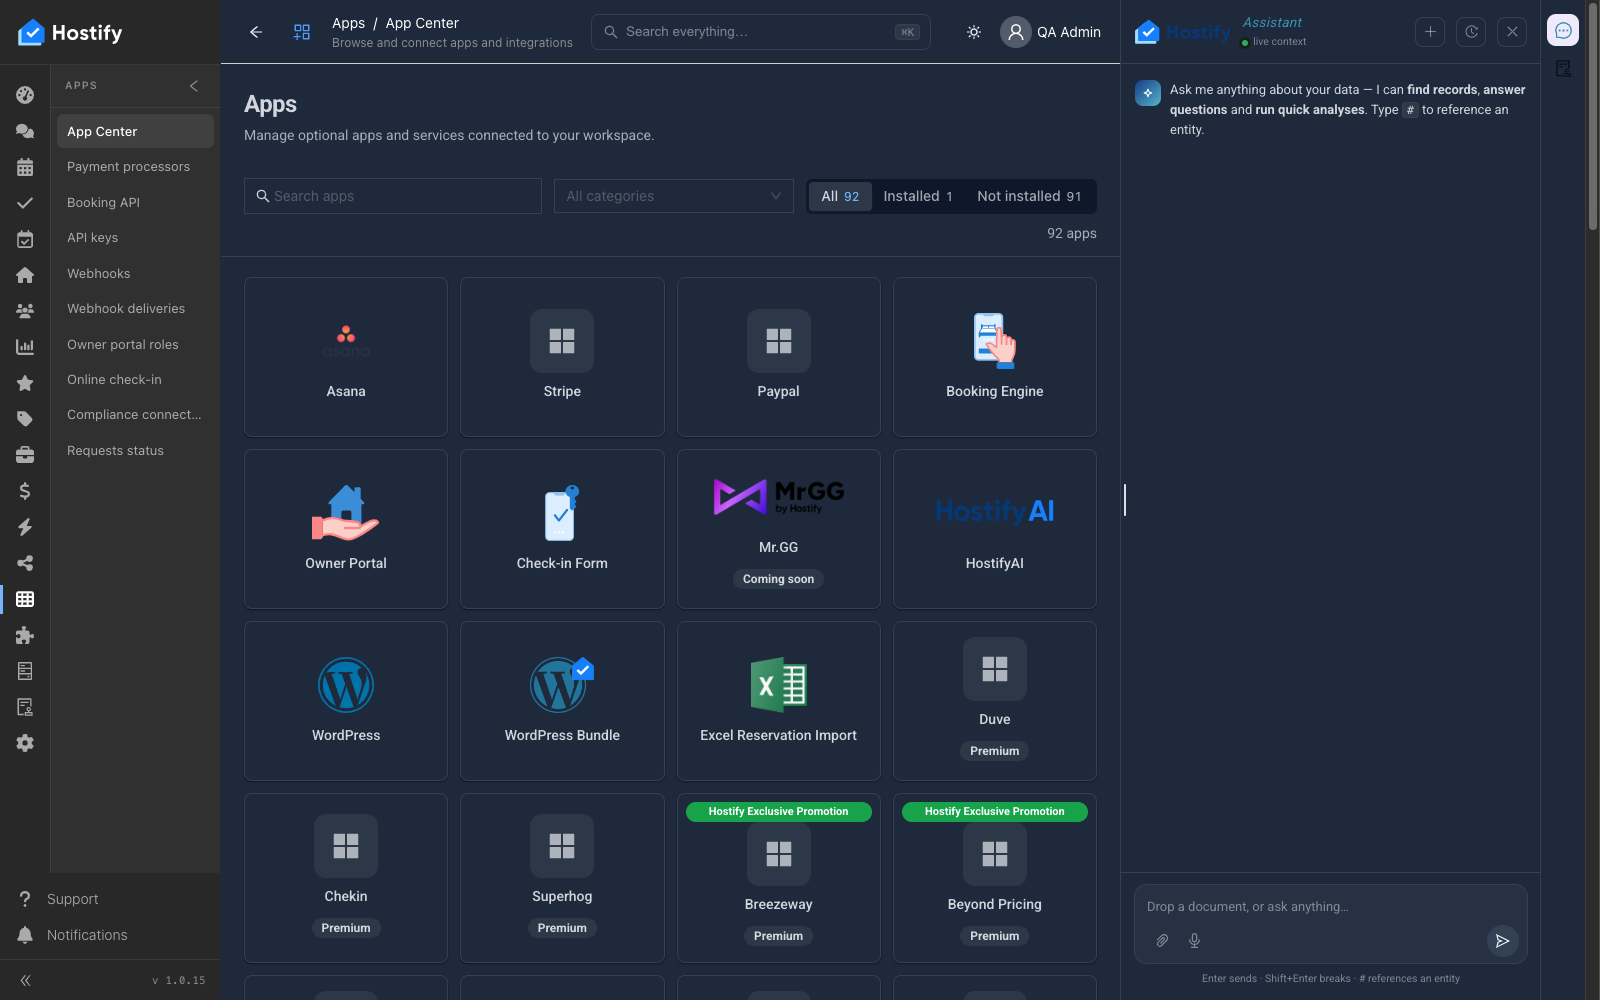 Hostify
APPS
App Center
Payment processors
Booking API
API keys
Webhooks
Webhook deliveries
Owner portal roles
Online check-in
Compliance connect...
Requests status
Support
Notifications
v 1.0.15
Apps / App Center
Browse and connect apps and integrations
Search everything...
⌘K
QA Admin
Apps
Manage optional apps and services connected to your workspace.
Search apps
All categories
All 92
Installed 1
Not installed 91
92 apps
asana
Asana
Stripe
Paypal
Booking Engine
Owner Portal
Check-in Form
MrGG
by Hostify
Mr.GG
Coming soon
Hostify AI
HostifyAI
WordPress
WordPress Bundle
Excel Reservation Import
Duve
Premium
Chekin
Premium
Superhog
Premium
Hostify Exclusive Promotion
Breezeway
Premium
Hostify Exclusive Promotion
Beyond Pricing
Premium
Hostify
Assistant
live context
Ask me anything about your data — I can find records, answer
questions and run quick analyses. Type # to reference an
entity.
Drop a document, or ask anything...
Enter sends · Shift+Enter breaks · # references an entity